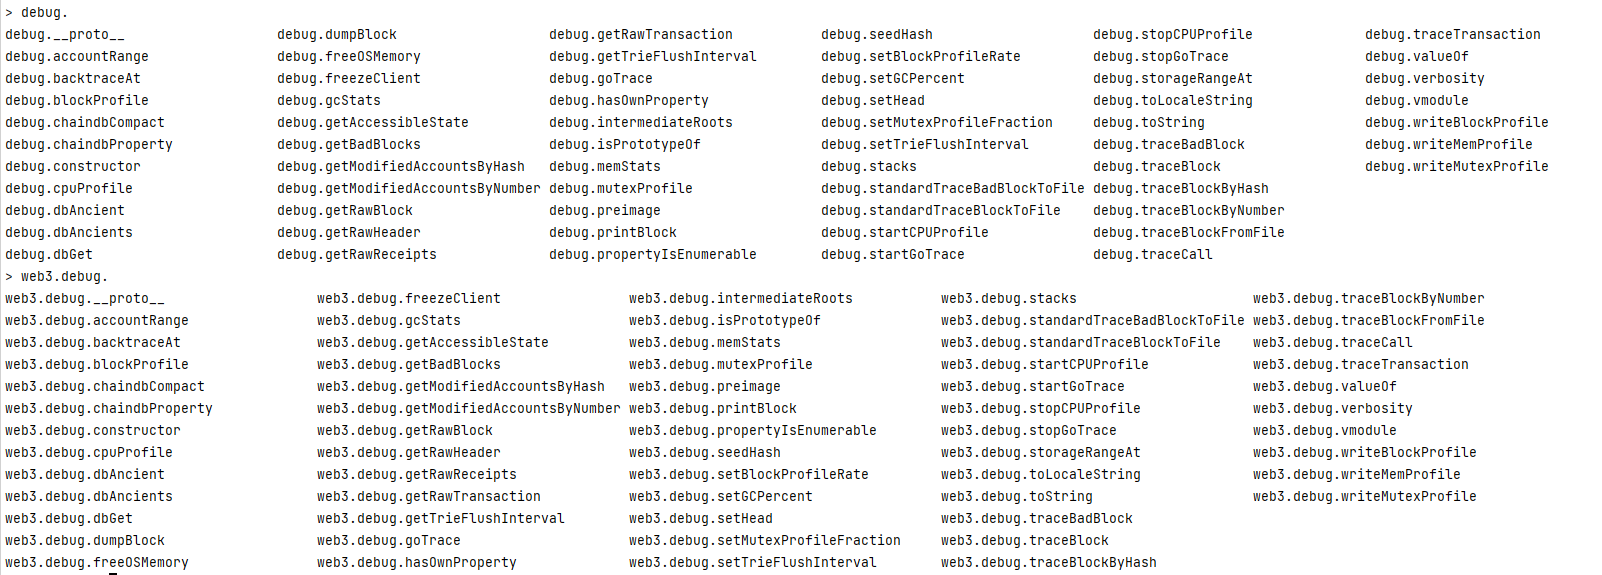 > debug.
debug.__proto__ debug.dumpBlock debug.getRawTransaction debug.seedHash debug.stopCPUProfile debug.traceTransaction
debug.accountRange debug.freeOSMemory debug.getTrieFlushInterval debug.setBlockProfileRate debug.stopGoTrace debug.valueOf
debug.backtraceAt debug.freezeClient debug.goTrace debug.setGCPercent debug.storageRangeAt debug.verbosity
debug.blockProfile debug.gcStats debug.hasOwnProperty debug.setHead debug.toLocaleString debug.vmodule
debug.chaindbCompact debug.getAccessibleState debug.intermediateRoots debug.setMutexProfileFraction debug.toString debug.writeBlockProfile
debug.chaindbProperty debug.getBadBlocks debug.isPrototypeOf debug.setTrieFlushInterval debug.traceBadBlock debug.writeMemProfile
debug.constructor debug.getModifiedAccountsByHash debug.memStats debug.stacks debug.traceBlock debug.writeMutexProfile
debug.cpuProfile debug.getModifiedAccountsByNumber debug.mutexProfile debug.standardTraceBadBlockToFile debug.traceBlockByHash
debug.dbAncient debug.getRawBlock debug.preimage debug.standardTraceBlockToFile debug.traceBlockByNumber
debug.dbAncients debug.getRawHeader debug.printBlock debug.startCPUProfile debug.traceBlockFromFile
debug.dbGet debug.getRawReceipts debug.propertyIsEnumerable debug.startGoTrace debug.traceCall
> web3.debug.
web3.debug.__proto__ web3.debug.freezeClient web3.debug.intermediateRoots web3.debug.stacks web3.debug.traceBlockByNumber
web3.debug.accountRange web3.debug.gcStats web3.debug.isPrototypeOf web3.debug.standardTraceBadBlockToFile web3.debug.traceBlockFromFile
web3.debug.backtraceAt web3.debug.getAccessibleState web3.debug.memStats web3.debug.standardTraceBlockToFile web3.debug.traceCall
web3.debug.blockProfile web3.debug.getBadBlocks web3.debug.mutexProfile web3.debug.startCPUProfile web3.debug.traceTransaction
web3.debug.chaindbCompact web3.debug.getModifiedAccountsByHash web3.debug.preimage web3.debug.startGoTrace web3.debug.valueOf
web3.debug.chaindbProperty web3.debug.getModifiedAccountsByNumber web3.debug.printBlock web3.debug.stopCPUProfile web3.debug.verbosity
web3.debug.constructor web3.debug.getRawBlock web3.debug.propertyIsEnumerable web3.debug.stopGoTrace web3.debug.vmodule
web3.debug.cpuProfile web3.debug.getRawHeader web3.debug.seedHash web3.debug.storageRangeAt web3.debug.writeBlockProfile
web3.debug.dbAncient web3.debug.getRawReceipts web3.debug.setBlockProfileRate web3.debug.toLocaleString web3.debug.writeMemProfile
web3.debug.dbAncients web3.debug.getRawTransaction web3.debug.setGCPercent web3.debug.toString web3.debug.writeMutexProfile
web3.debug.dbGet web3.debug.getTrieFlushInterval web3.debug.setHead web3.debug.traceBadBlock
web3.debug.dumpBlock web3.debug.goTrace web3.debug.setMutexProfileFraction web3.debug.traceBlock
web3.debug.freeOSMemory web3.debug.hasOwnProperty web3.debug.setTrieFlushInterval web3.debug.traceBlockByHash